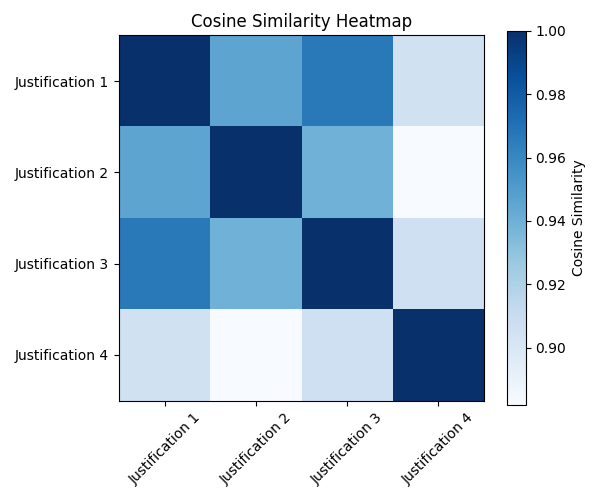 Cosine Similarity Heatmap
Justification 1
Justification 2
Justification 3
Justification 4
Justification 1
Justification 2
Justification 3
Justification 4
1.00
0.98
0.96
0.94
0.92
0.90
Cosine Similarity